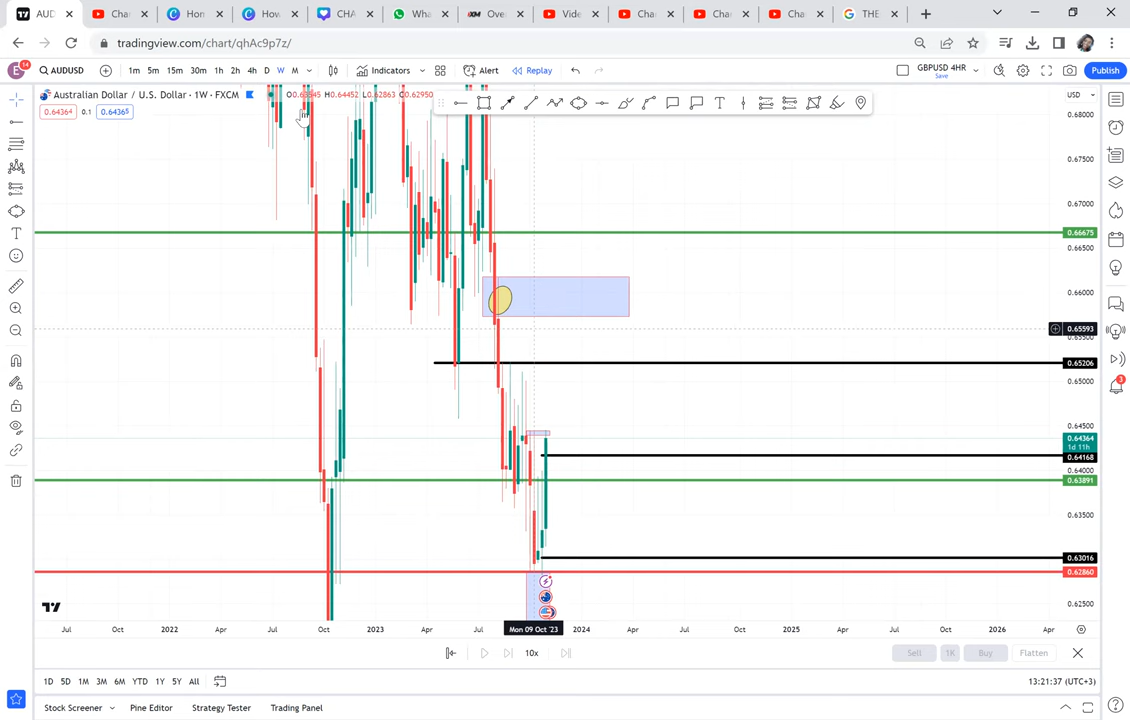 AUD
Cha
Hon
How
CHA
Wha
Ove
Vide
Cha
Cha
Cha
THE
tradingview.com/chart/qhAc9p7z/
E 14 AUDUSD 1m 5m 15m 30m 1h 2h 4h D W M Indicators Alert Replay GBPUSD 4HR Save Publish
Australian Dollar / U.S. Dollar · 1W · FXCM O0.63545 H0.64452 L0.62863 C0.62950 USD
0.64364 0.1 0.64365
0.68000
0.67500
0.67000
0.66675
0.66500
0.66000
0.65593
0.65500
0.65206
0.65000
0.64500
0.64364
1d 11h
0.64168
0.64000
0.63891
0.63500
0.63016
0.62860
0.62500
Jul Oct 2022 Apr Jul Oct 2023 Apr Jul Mon 09 Oct '23 2024 Apr Jul Oct 2025 Apr Jul Oct 2026 Apr
10x Sell 1K Buy Flatten
1D 5D 1M 3M 6M YTD 1Y 5Y All 13:21:37 (UTC+3)
Stock Screener Pine Editor Strategy Tester Trading Panel